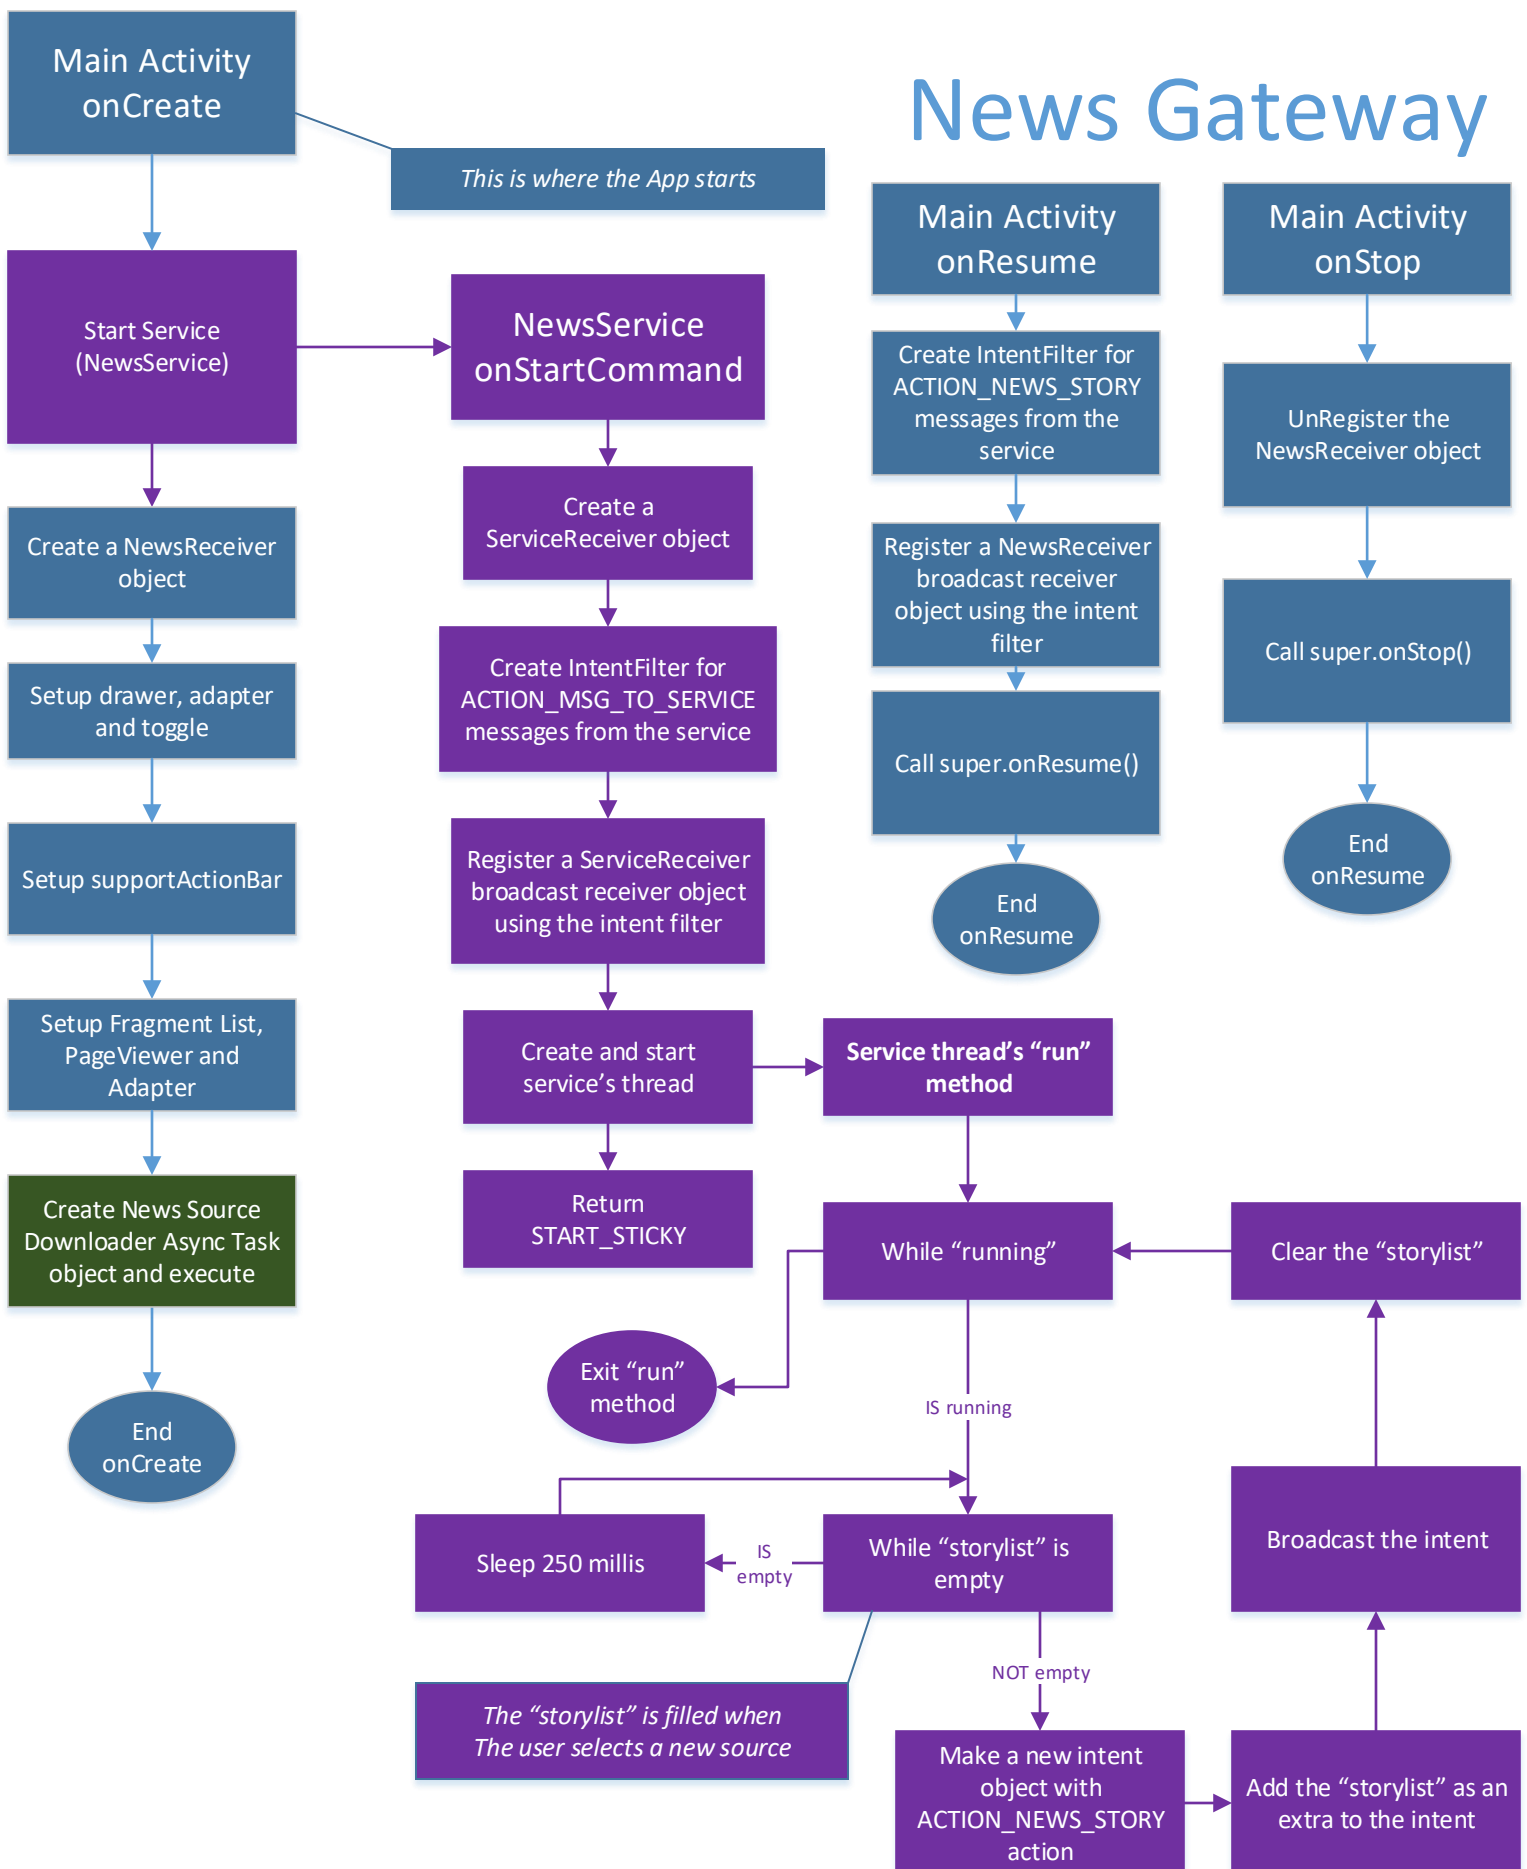 Main Activity
onCreate
News Gateway
This is where the App starts
Main Activity
onResume
Main Activity
onStop
Start Service
(NewsService)
NewsService
onStartCommand
Create IntentFilter for
ACTION_NEWS_STORY
messages from the
service
UnRegister the
NewsReceiver object
Create a NewsReceiver
object
Create a
ServiceReceiver object
Register a NewsReceiver
broadcast receiver
object using the intent
filter
Call super.onStop()
Setup drawer, adapter
and toggle
Create IntentFilter for
ACTION_MSG_TO_SERVICE
messages from the service
Call super.onResume()
Setup supportActionBar
Register a ServiceReceiver
broadcast receiver object
using the intent filter
End
onResume
End
onResume
Setup Fragment List,
PageViewer and
Adapter
Create and start
service’s thread
Service thread’s “run”
method
Create News Source
Downloader Async Task
object and execute
Return
START_STICKY
While “running”
Clear the “storylist”
Exit “run”
method
IS running
End
onCreate
Sleep 250 millis
IS
empty
While “storylist” is
empty
Broadcast the intent
NOT empty
The “storylist” is filled when
The user selects a new source
Make a new intent
object with
ACTION_NEWS_STORY
action
Add the “storylist” as an
extra to the intent